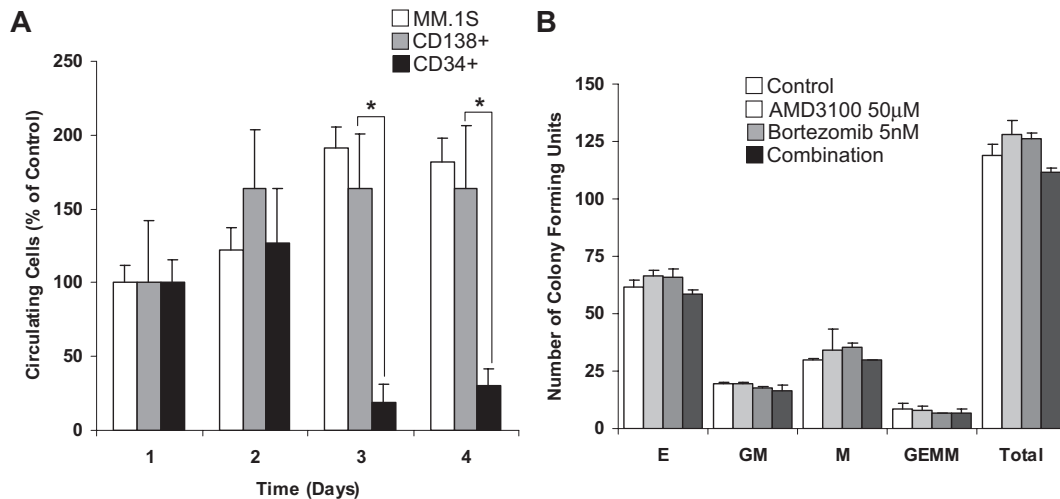 A
MM.1S
CD138+
CD34+
Circulating Cells (% of Control)
250
200
150
100
50
0
*
*
1 2 3 4
Time (Days)
B
Control
AMD3100 50µM
Bortezomib 5nM
Combination
Number of Colony Forming Units
150
125
100
75
50
25
0
E GM M GEMM Total